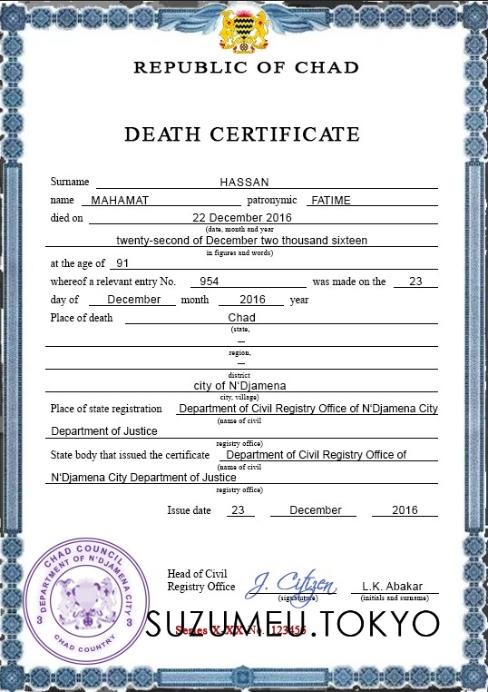 REPUBLIC OF CHAD
DEATH CERTIFICATE
Surname HASSAN
name MAHAMAT patronymic FATIME
died on 22 December 2016
(date, month and year
twenty-second of December two thousand sixteen
in figures and words)
at the age of 91
whereof a relevant entry No. 954 was made on the 23
day of December month 2016 year
Place of death Chad
(state,
—
region,
—
district
city of N'Djamena
city, village)
Place of state registration Department of Civil Registry Office of N'Djamena City
(name of civil
Department of Justice
registry office)
State body that issued the certificate Department of Civil Registry Office of
(name of civil
N'Djamena City Department of Justice
registry office)
Issue date 23 December 2016
CHAD COUNCIL
DEPARTMENT OF N'DJAMENA CITY
3 3
CHAD COUNTRY
Head of Civil
Registry Office J. Citizen L.K. Abakar
(signature) (initials and surname)
Series X-XX No. 123456
SUZUMEU.TOKYO